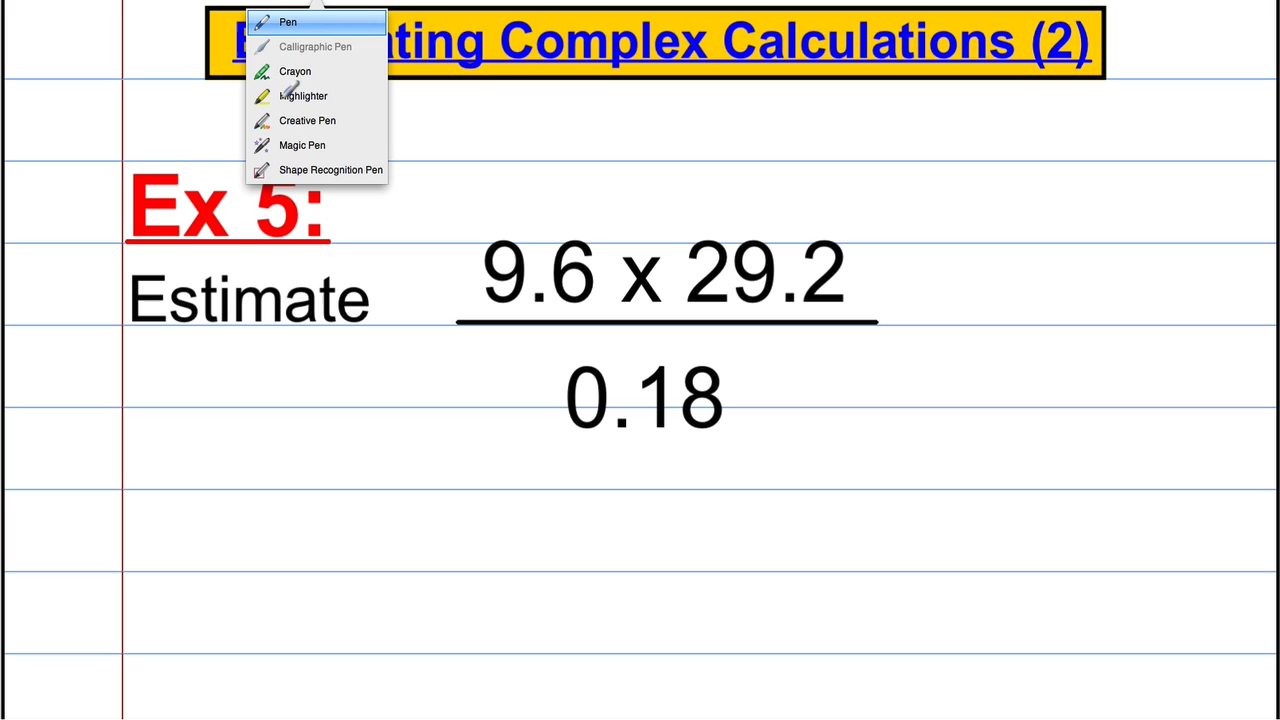 ting Complex Calculations (2)
Pen
Calligraphic Pen
Crayon
Highlighter
Creative Pen
Magic Pen
Shape Recognition Pen
Ex 5:
Estimate
9.6 x 29.2
0.18